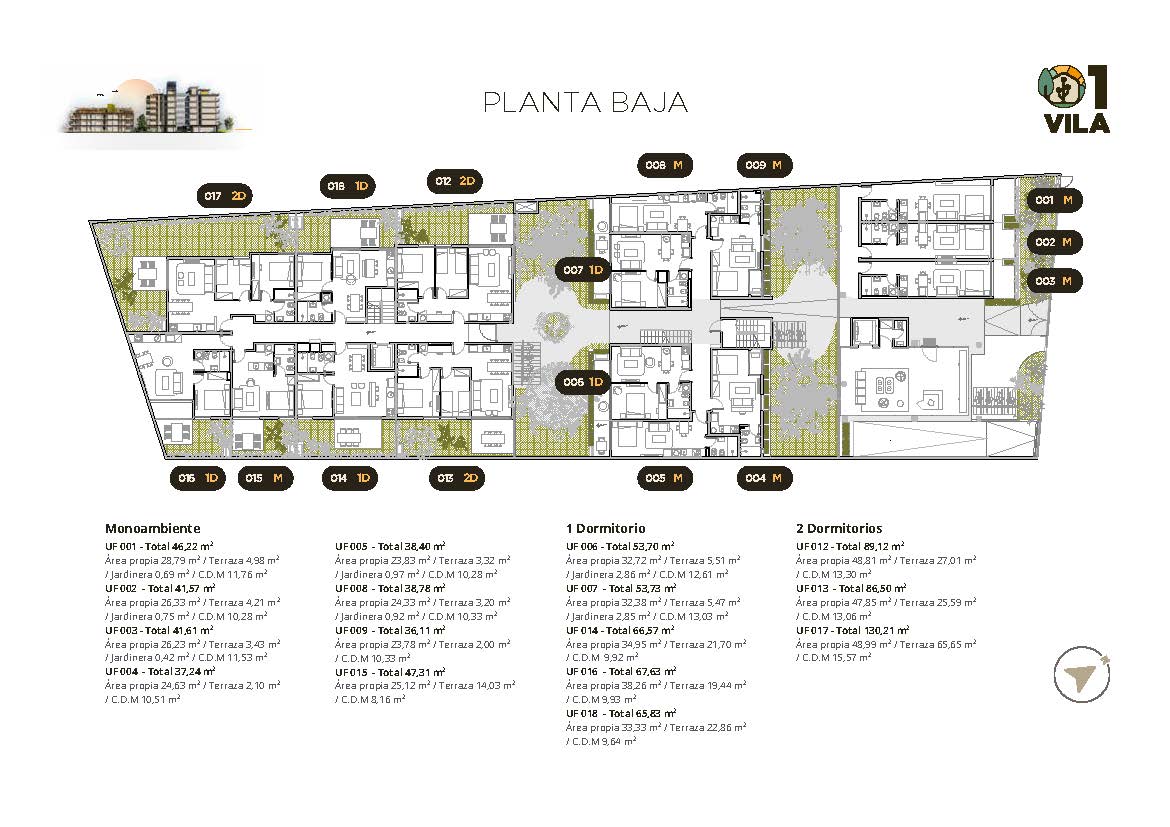 PLANTA BAJA
01
VILA
008 M
009 M
012 2D
018 1D
017 2D
001 M
002 M
003 M
007 1D
006 1D
016 1D
015 M
014 1D
013 2D
005 M
004 M
Monoambiente
UF 001 - Total 46,22 m²
Área propia 28,79 m² / Terraza 4,98 m²
/ Jardinera 0,69 m² / C.D.M 11,76 m²
UF 002 - Total 41,57 m²
Área propia 26,33 m² / Terraza 4,21 m²
/ Jardinera 0,75 m² / C.D.M 10,28 m²
UF 003 - Total 41,61 m²
Área propia 26,23 m² / Terraza 3,43 m²
/ Jardinera 0,42 m² / C.D.M 11,53 m²
UF 004 - Total 37,24 m²
Área propia 24,63 m² / Terraza 2,10 m²
/ C.D.M 10,51 m²
UF 005 - Total 38,40 m²
Área propia 23,83 m² / Terraza 3,32 m²
/ Jardinera 0,97 m² / C.D.M 10,28 m²
UF 008 - Total 38,78 m²
Área propia 24,33 m² / Terraza 3,20 m²
/ Jardinera 0,92 m² / C.D.M 10,33 m²
UF 009 - Total 36,11 m²
Área propia 23,78 m² / Terraza 2,00 m²
/ C.D.M 10,33 m²
UF 015 - Total 47,31 m²
Área propia 25,12 m² / Terraza 14,03 m²
/ C.D.M 8,16 m²
1 Dormitorio
UF 006 - Total 53,70 m²
Área propia 32,72 m² / Terraza 5,51 m²
/ Jardinera 2,86 m² / C.D.M 12,61 m²
UF 007 - Total 53,73 m²
Área propia 32,38 m² / Terraza 5,47 m²
/ Jardinera 2,85 m² / C.D.M 13,03 m²
UF 014 - Total 66,57 m²
Área propia 34,95 m² / Terraza 21,70 m²
/ C.D.M 9,92 m²
UF 016 - Total 67,63 m²
Área propia 38,26 m² / Terraza 19,44 m²
/ C.D.M 9,93 m²
UF 018 - Total 65,83 m²
Área propia 33,33 m² / Terraza 22,86 m²
/ C.D.M 9,64 m²
2 Dormitorios
UF 012 - Total 89,12 m²
Área propia 48,81 m² / Terraza 27,01 m²
/ C.D.M 13,30 m²
UF 013 - Total 86,50 m²
Área propia 47,85 m² / Terraza 25,59 m²
/ C.D.M 13,06 m²
UF 017 - Total 130,21 m²
Área propia 48,99 m² / Terraza 65,65 m²
/ C.D.M 15,57 m²